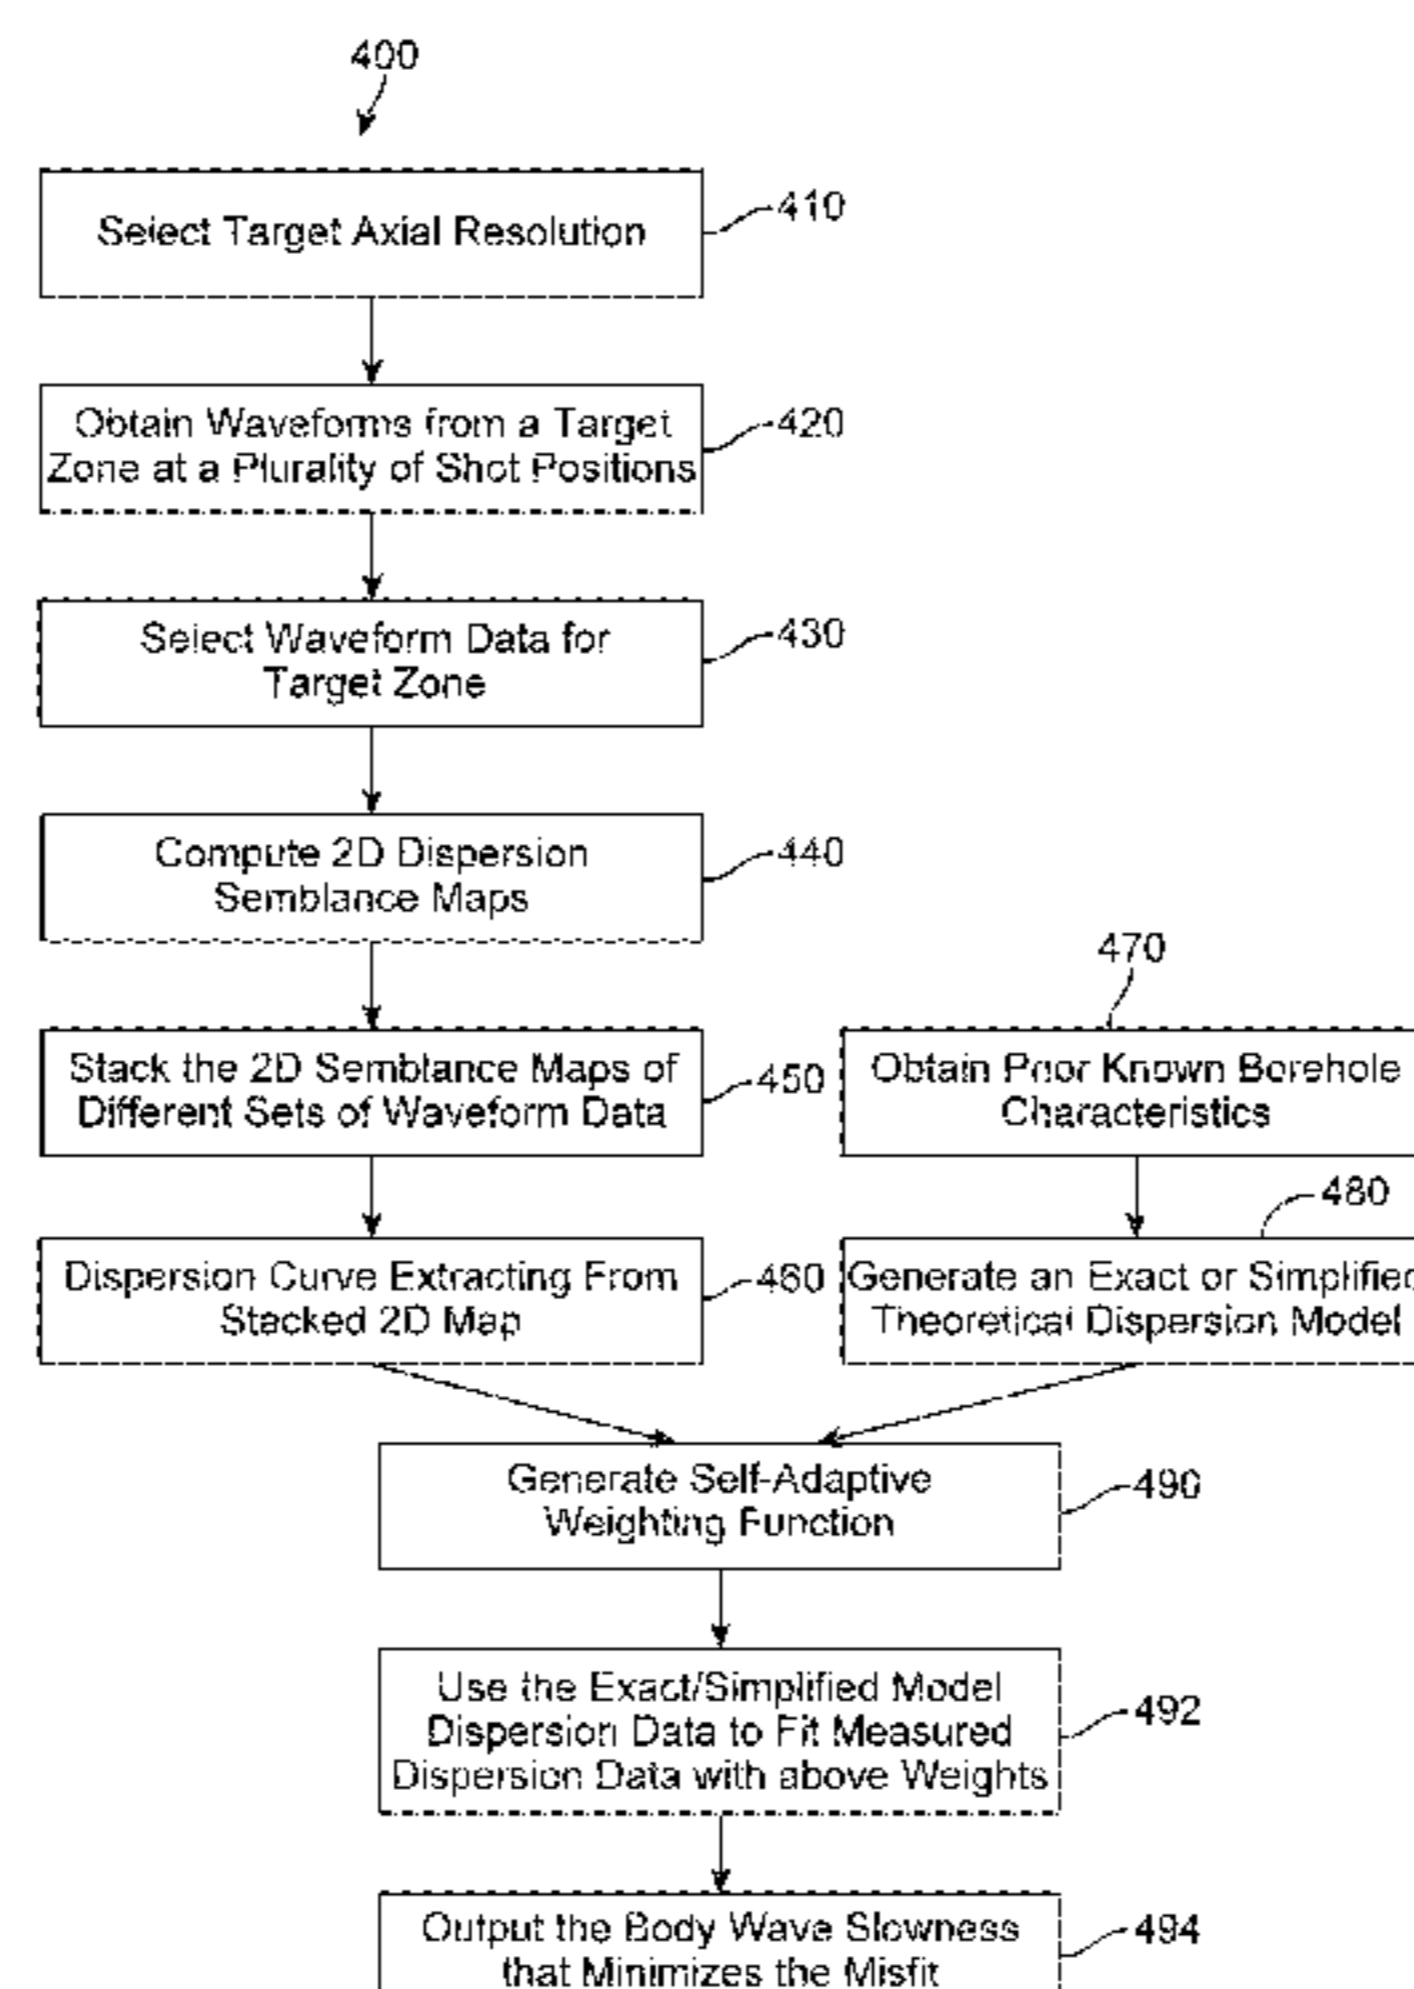 400
Select Target Axial Resolution
410
Obtain Waveforms from a Target
Zone at a Plurality of Shot Positions
420
Select Waveform Data for
Target Zone
430
Compute 2D Dispersion
Semblance Maps
440
Stack the 2D Semblance Maps of
Different Sets of Waveform Data
450
470
Obtain Prior Known Borehole
Characteristics
Dispersion Curve Extracting From
Stacked 2D Map
460
480
Generate an Exact or Simplified
Theoretical Dispersion Model
Generate Self-Adaptive
Weighting Function
490
Use the Exact/Simplified Model
Dispersion Data to Fit Measured
Dispersion Data with above Weights
492
Output the Body Wave Slowness
that Minimizes the Misfit
494